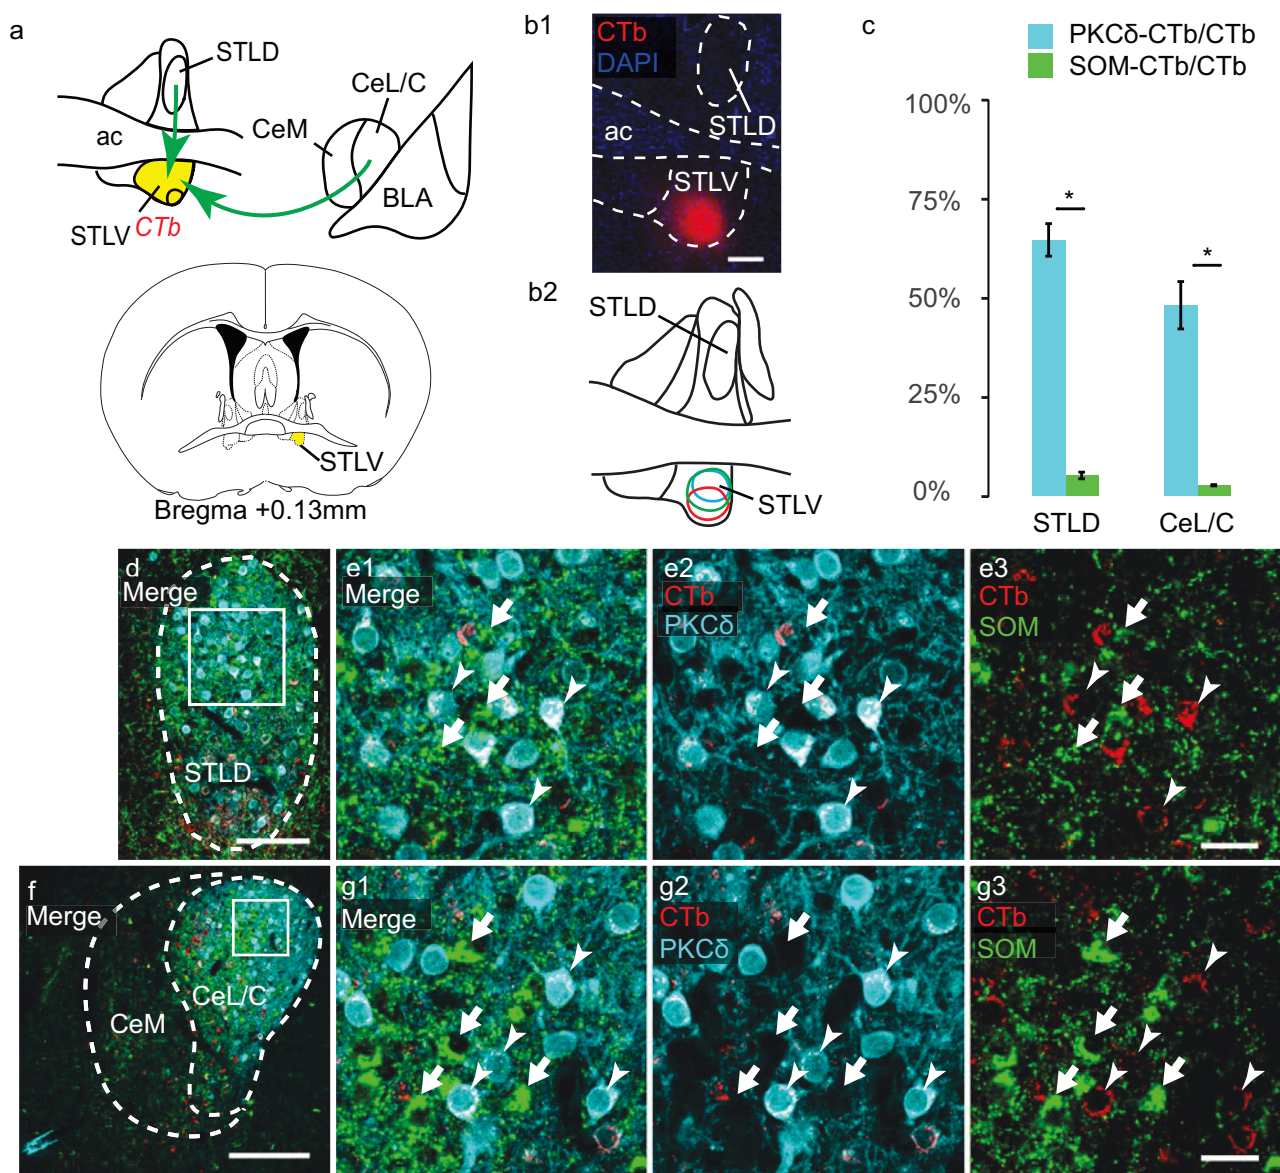 a
STLD
CeL/C
CeM
ac
BLA
STLV
CTb
STLV
Bregma +0.13mm
b1
CTb
DAPI
STLD
ac
STLV
b2
STLD
STLV
c
PKCδ-CTb/CTb
SOM-CTb/CTb
100%
75%
50%
25%
0%
*
*
STLD
CeL/C
d
Merge
STLD
e1
Merge
e2
CTb
PKCδ
e3
CTb
SOM
f
Merge
CeL/C
CeM
g1
Merge
g2
CTb
PKCδ
g3
CTb
SOM